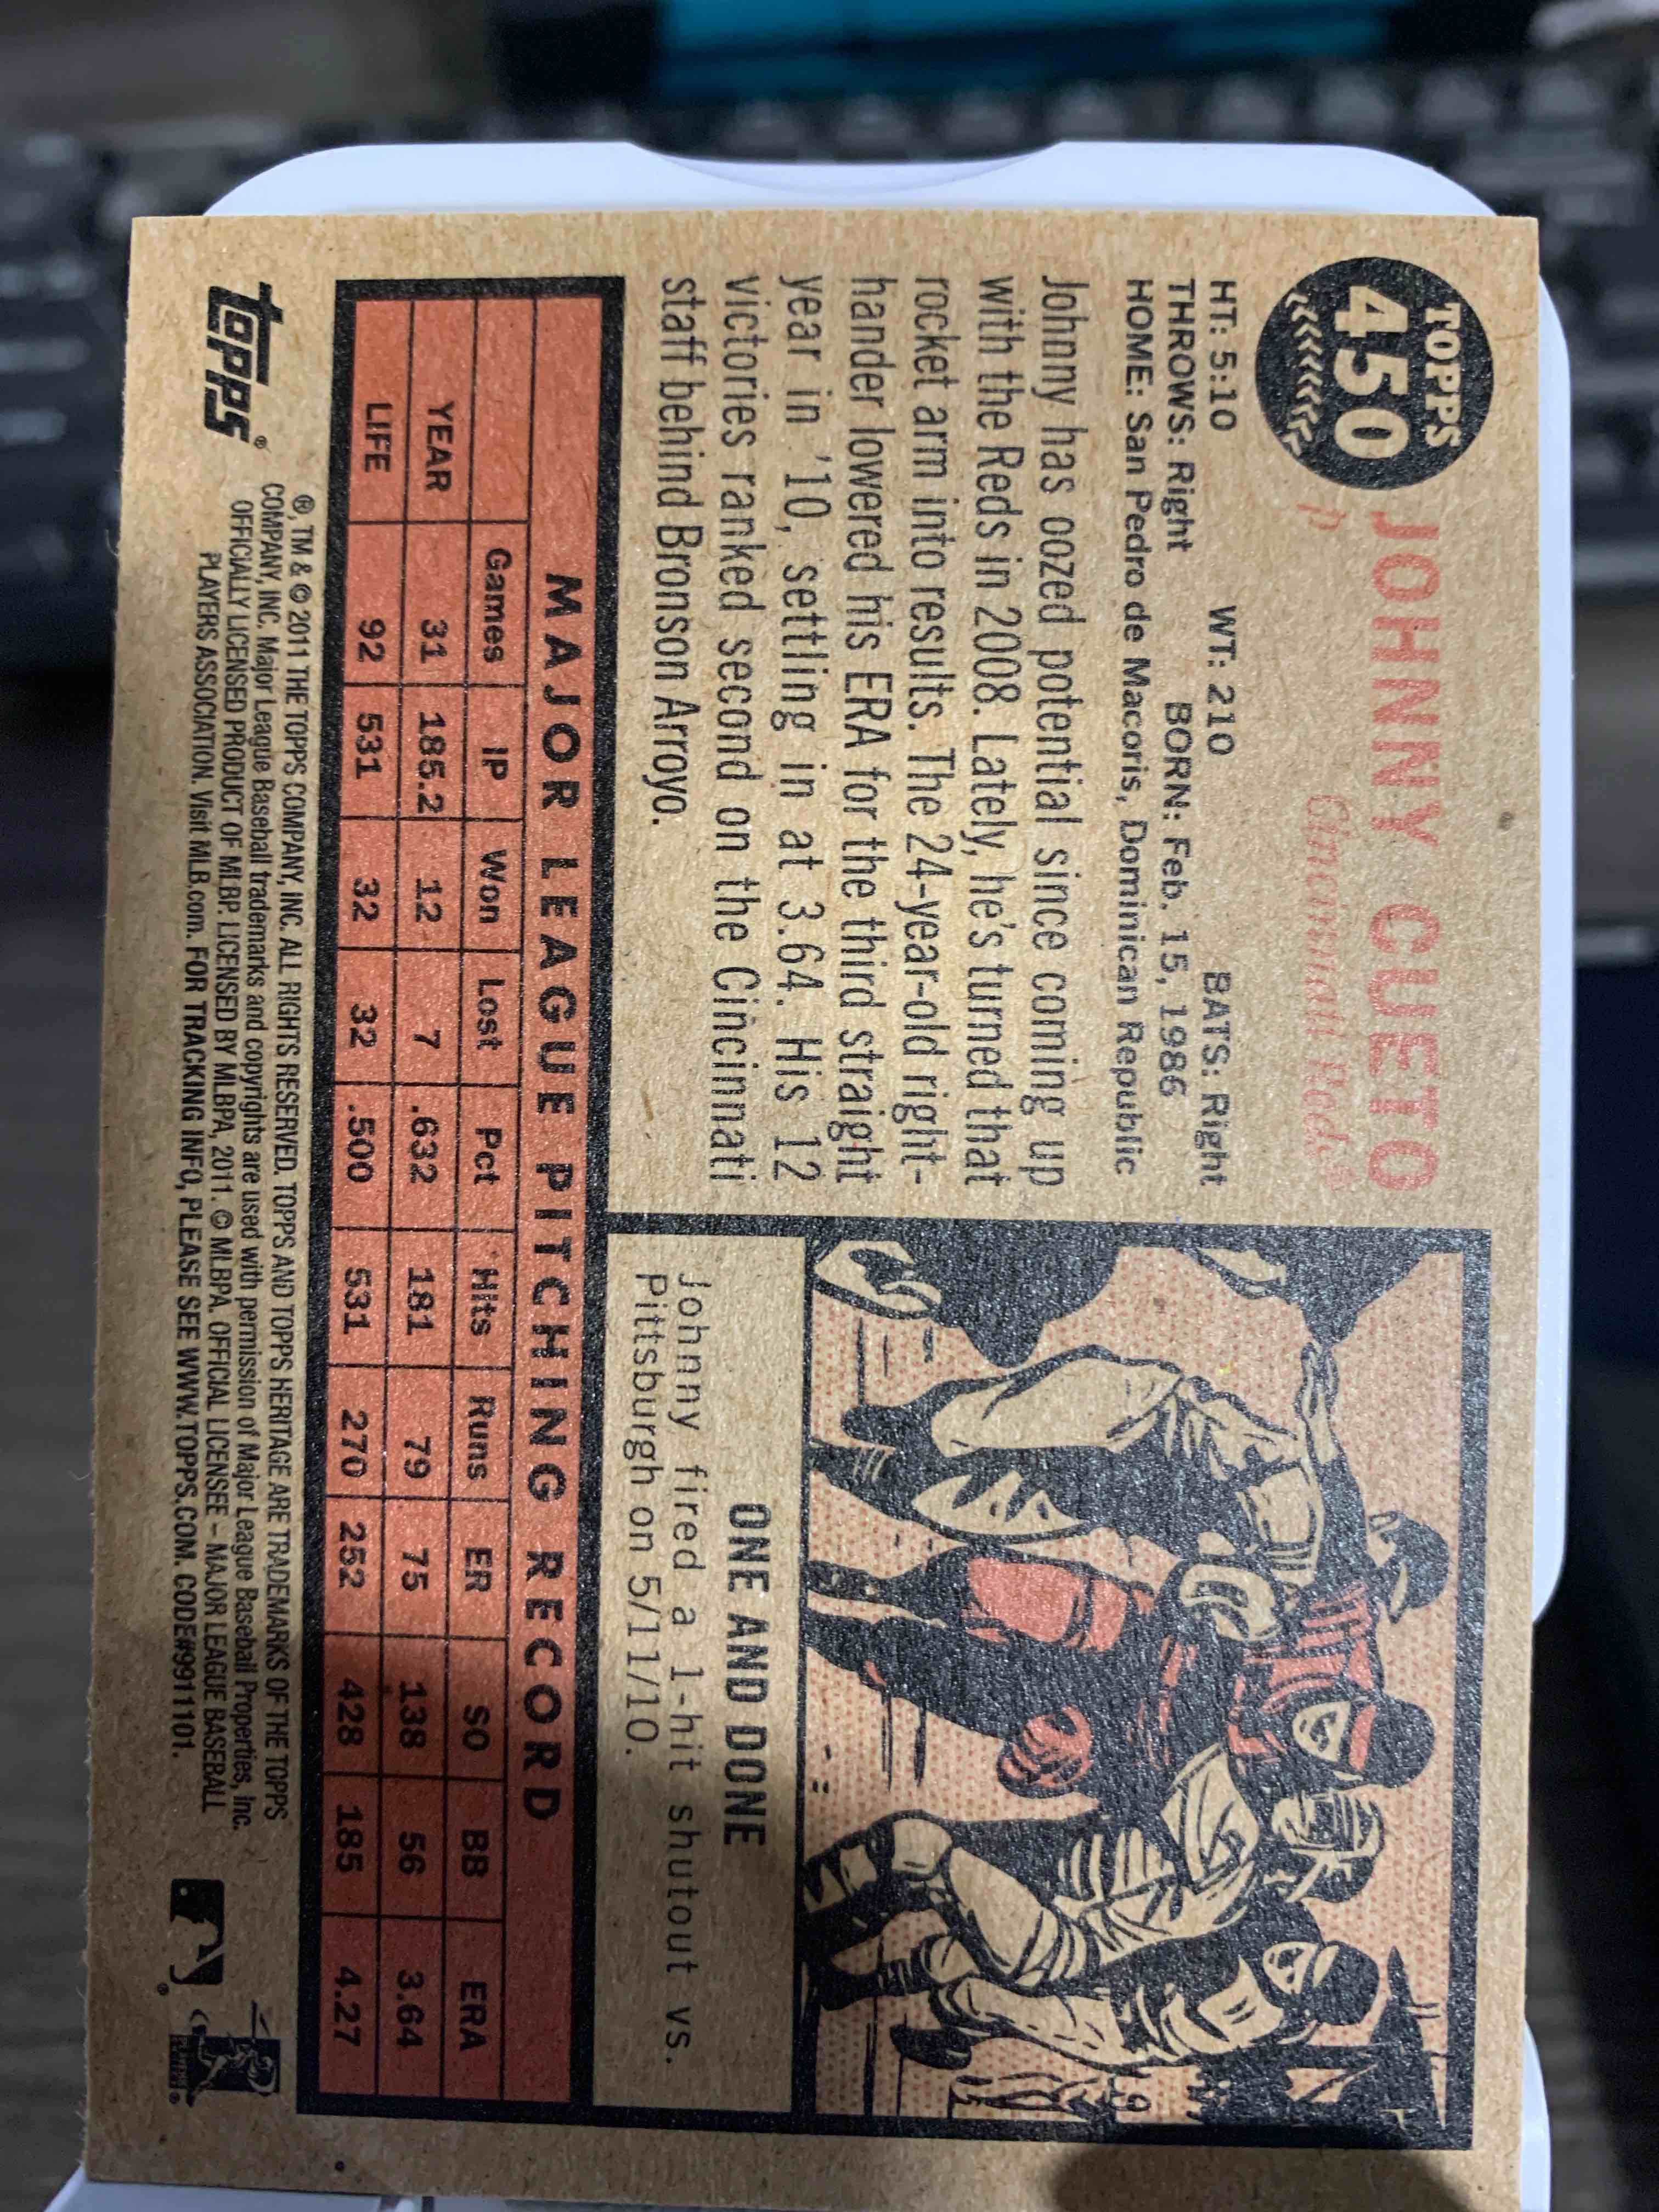 TOPPS
450
JOHNNY CUETO
P
Cincinnati Reds®
HT: 5:10 WT: 210 BATS: Right
THROWS: Right BORN: Feb. 15, 1986
HOME: San Pedro de Macoris, Dominican Republic
Johnny has oozed potential since coming up
with the Reds in 2008. Lately, he's turned that
rocket arm into results. The 24-year-old right-
hander lowered his ERA for the third straight
year in '10, settling in at 3.64. His 12
victories ranked second on the Cincinnati
staff behind Bronson Arroyo.
ONE AND DONE
Johnny fired a 1-hit shutout vs.
Pittsburgh on 5/11/10.
MAJOR LEAGUE PITCHING RECORD
Games IP Won Lost Pct Hits Runs ER SO BB ERA
YEAR 31 185.2 12 7 .632 181 79 75 138 56 3.64
LIFE 92 531 32 32 .500 531 270 252 428 185 4.27
topps®
®, TM & © 2011 THE TOPPS COMPANY, INC. ALL RIGHTS RESERVED. TOPPS AND TOPPS HERITAGE ARE TRADEMARKS OF THE TOPPS
COMPANY, INC. Major League Baseball trademarks and copyrights are used with permission of Major League Baseball Properties, Inc.
OFFICIALLY LICENSED PRODUCT OF MLBP. LICENSED BY MLBPA, 2011. © MLBPA, OFFICIAL LICENSEE – MAJOR LEAGUE BASEBALL
PLAYERS ASSOCIATION. Visit MLB.com. FOR TRACKING INFO, PLEASE SEE WWW.TOPPS.COM. CODE#9911101.